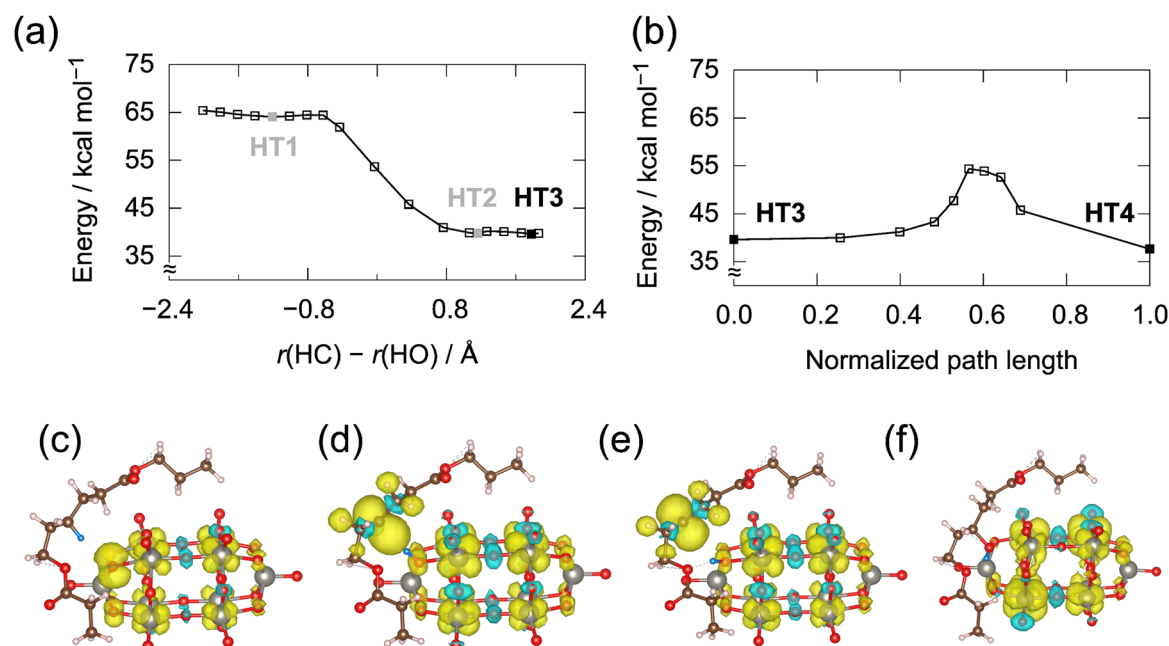 (a)
75
65
55
45
35
≈
Energy / kcal mol⁻¹
HT1
HT2
HT3
−2.4
−0.8
0.8
2.4
r(HC) − r(HO) / Å
(b)
75
65
55
45
35
≈
Energy / kcal mol⁻¹
HT3
HT4
0.0
0.2
0.4
0.6
0.8
1.0
Normalized path length
(c)
(d)
(e)
(f)